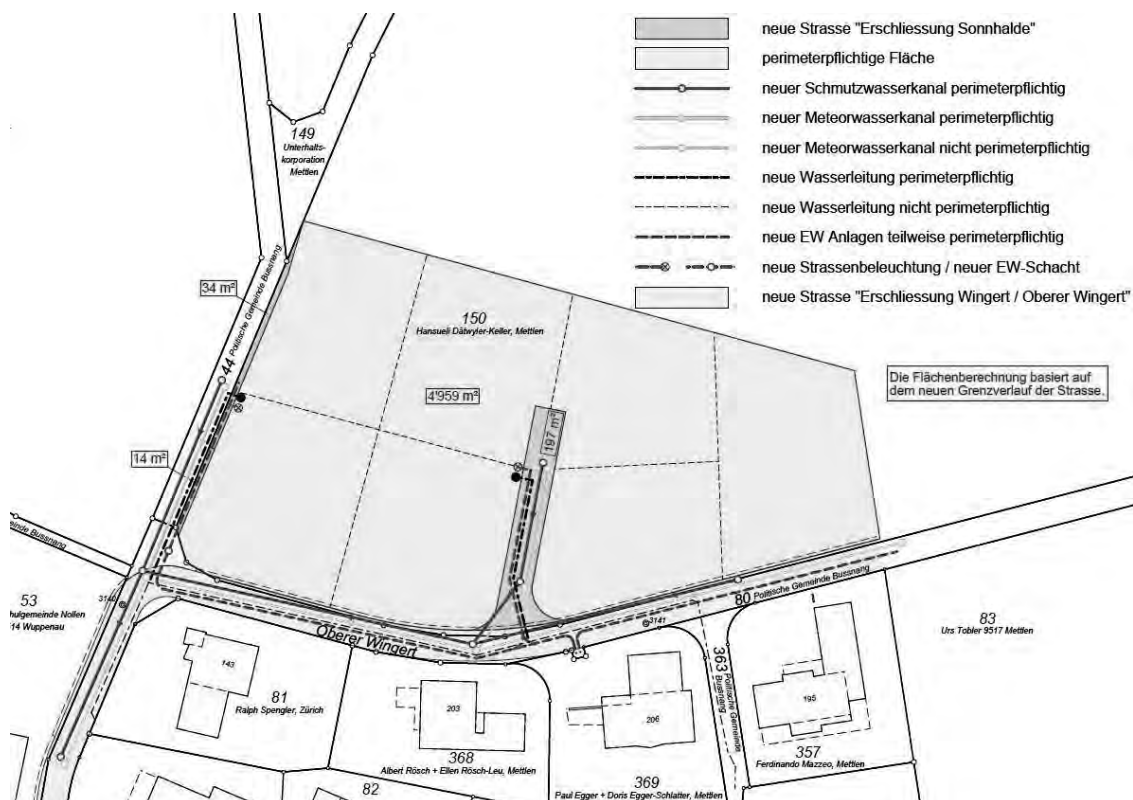 neue Strasse "Erschliessung Sonnhalde"
perimeterpflichtige Fläche
neuer Schmutzwasserkanal perimeterpflichtig
neuer Meteorwasserkanal perimeterpflichtig
neuer Meteorwasserkanal nicht perimeterpflichtig
neue Wasserleitung perimeterpflichtig
neue Wasserleitung nicht perimeterpflichtig
neue EW Anlagen teilweise perimeterpflichtig
neue Strassenbeleuchtung / neuer EW-Schacht
neue Strasse "Erschliessung Wingert / Oberer Wingert"
149
Unterhalts-
korporation
Mettlen
34 m²
44 Politische Gemeinde Bussnang
150
Hansueli Dätwyler-Keller, Mettlen
4'959 m²
197 m²
Die Flächenberechnung basiert auf
dem neuen Grenzverlauf der Strasse.
14 m²
meinde Bussnang
53
hulgemeinde Nollen
14 Wuppenau
3140
Oberer Wingert
80 Politische Gemeinde Bussnang
3141
83
Urs Tobler 9517 Mettlen
363 Politische Gemeinde
Bussnang
143
81
Ralph Spengler, Zürich
203
368
Albert Rösch + Ellen Rösch-Leu, Mettlen
206
369
Paul Egger + Doris Egger-Schlatter, Mettlen
195
357
Ferdinando Mazzeo, Mettlen
82